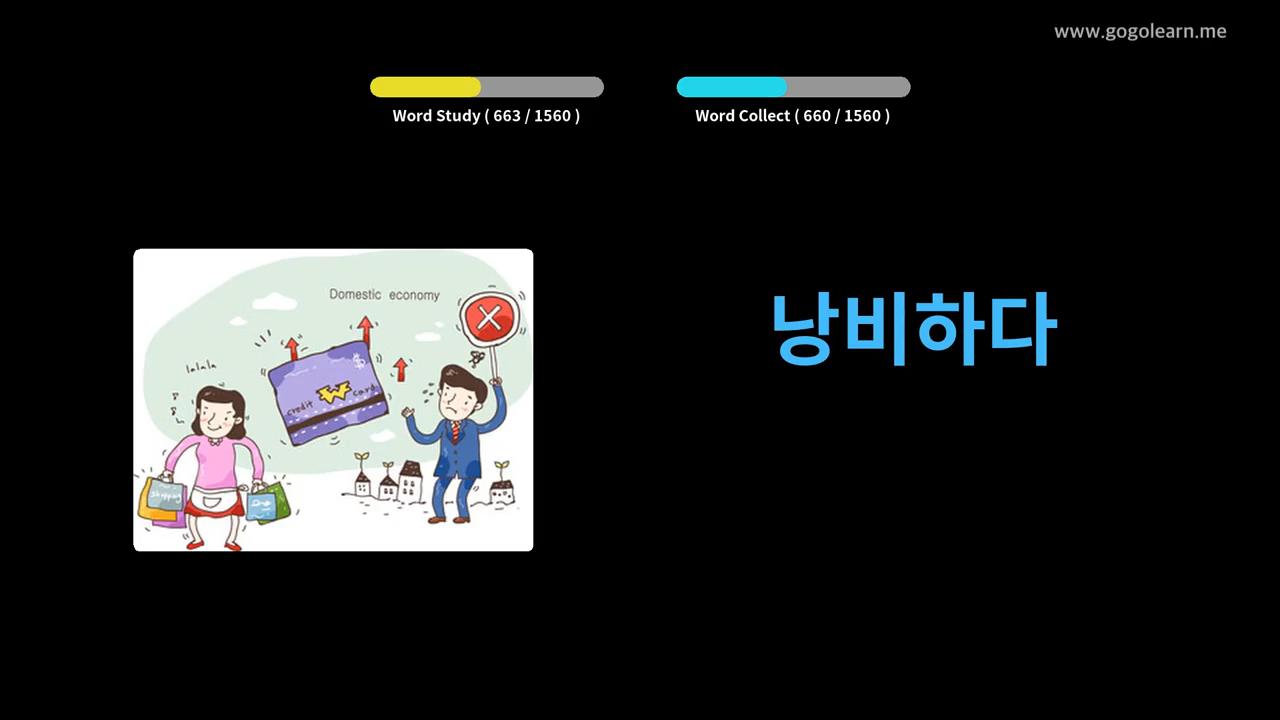 www.gogolearn.me
Word Study ( 663 / 1560 )
Word Collect ( 660 / 1560 )
낭비하다
Domestic economy
lalala
$
W
credit card
shopping